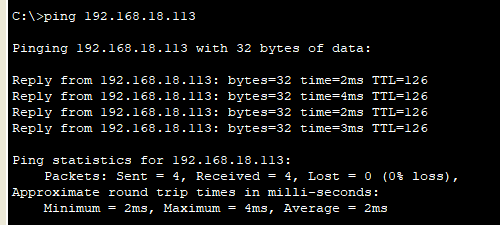 C:\>ping 192.168.18.113
Pinging 192.168.18.113 with 32 bytes of data:
Reply from 192.168.18.113: bytes=32 time=2ms TTL=126
Reply from 192.168.18.113: bytes=32 time=4ms TTL=126
Reply from 192.168.18.113: bytes=32 time=2ms TTL=126
Reply from 192.168.18.113: bytes=32 time=3ms TTL=126
Ping statistics for 192.168.18.113:
    Packets: Sent = 4, Received = 4, Lost = 0 (0% loss),
Approximate round trip times in milli-seconds:
    Minimum = 2ms, Maximum = 4ms, Average = 2ms